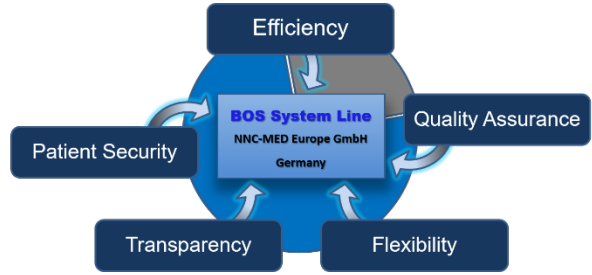 Efficiency
BOS System Line
NNC-MED Europe GmbH
Germany
Quality Assurance
Patient Security
Transparency
Flexibility